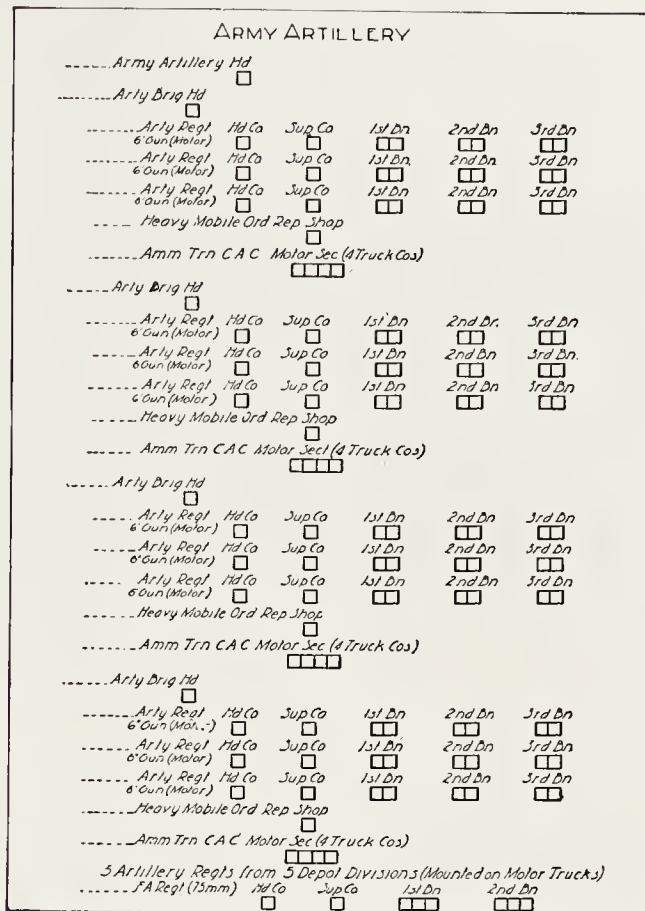 ARMY ARTILLERY
Army Artillery Hd
Arty Brig Hd
Arty Regt Hd Co Sup Co 1st Bn 2nd Bn 3rd Bn
6" Gun (Motor)
Arty Regt Hd Co Sup Co 1st Bn. 2nd Bn 3rd Bn
6" Gun (Motor)
Arty Regt Hd Co Sup Co 1st Bn 2nd Bn 3rd Bn
6" Gun (Motor)
Heavy Mobile Ord Rep Shop
Amm Trn C A C Motor Sec (4 Truck Cos)
Arty Brig Hd
Arty Regt Hd Co Sup Co 1st Bn 2nd Bn. 3rd Bn
6" Gun (Motor)
Arty Regt Hd Co Sup Co 1st Bn 2nd Bn 3rd Bn.
6" Gun (Motor)
Arty Regt Hd Co Sup Co 1st Bn 2nd Bn 3rd Bn
6" Gun (Motor)
Heavy Mobile Ord Rep Shop
Amm Trn C A C Motor Sect (4 Truck Cos)
Arty Brig Hd
Arty Regt Hd Co Sup Co 1st Bn 2nd Bn 3rd Bn
6" Gun (Motor)
Arty Regt Hd Co Sup Co 1st Bn 2nd Bn 3rd Bn
6" Gun (Motor)
Arty Regt Hd Co Sup Co 1st Bn 2nd Bn 3rd Bn
6" Gun (Motor)
Heavy Mobile Ord Rep Shop
Amm Trn C A C Motor Sec (4 Truck Cos)
Arty Brig Hd
Arty Regt Hd Co Sup Co 1st Bn 2nd Bn 3rd Bn
6" Gun
Arty Regt Hd Co Sup Co 1st Bn 2nd Bn 3rd Bn
6" Gun (Motor)
Arty Regt Hd Co Sup Co 1st Bn 2nd Bn 3rd Bn
6" Gun (Motor)
Heavy Mobile Ord Rep Shop
Amm Trn C A C Motor Sec (4 Truck Cos)
5 Artillery Regts from 5 Depot Divisions (Mounted on Motor Trucks)
F A Regt (75mm) Hd Co Sup Co 1st Bn 2nd Bn